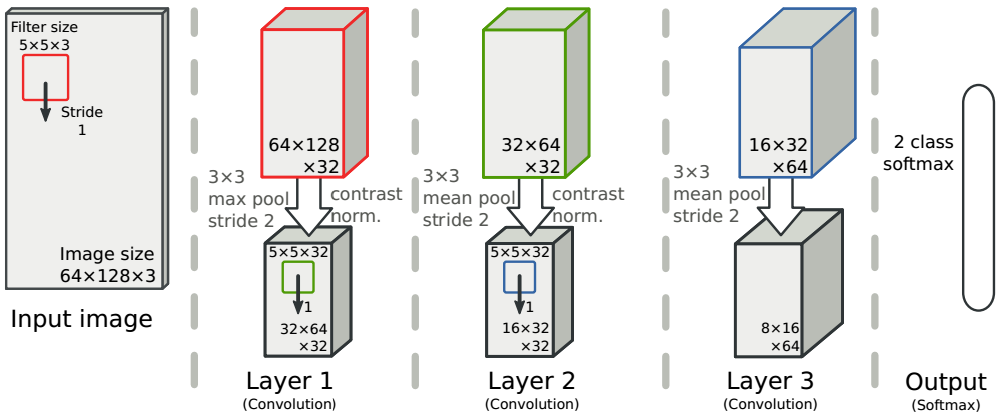 Filter size
5×5×3
Stride
1
Image size
64×128×3
Input image
64×128
×32
3×3
max pool
stride 2
contrast
norm.
5×5×32
1
32×64
×32
Layer 1
(Convolution)
32×64
×32
3×3
mean pool
stride 2
contrast
norm.
5×5×32
1
16×32
×32
Layer 2
(Convolution)
16×32
×64
3×3
mean pool
stride 2
8×16
×64
Layer 3
(Convolution)
2 class
softmax
Output
(Softmax)